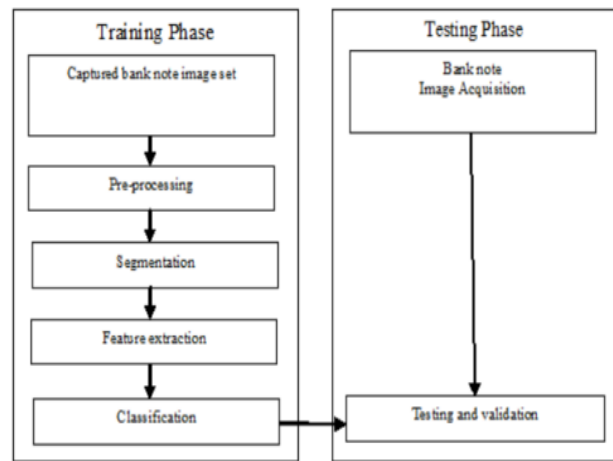 Training Phase
Captured bank note image set
Pre-processing
Segmentation
Feature extraction
Classification
Testing Phase
Bank note
Image Acquisition
Testing and validation